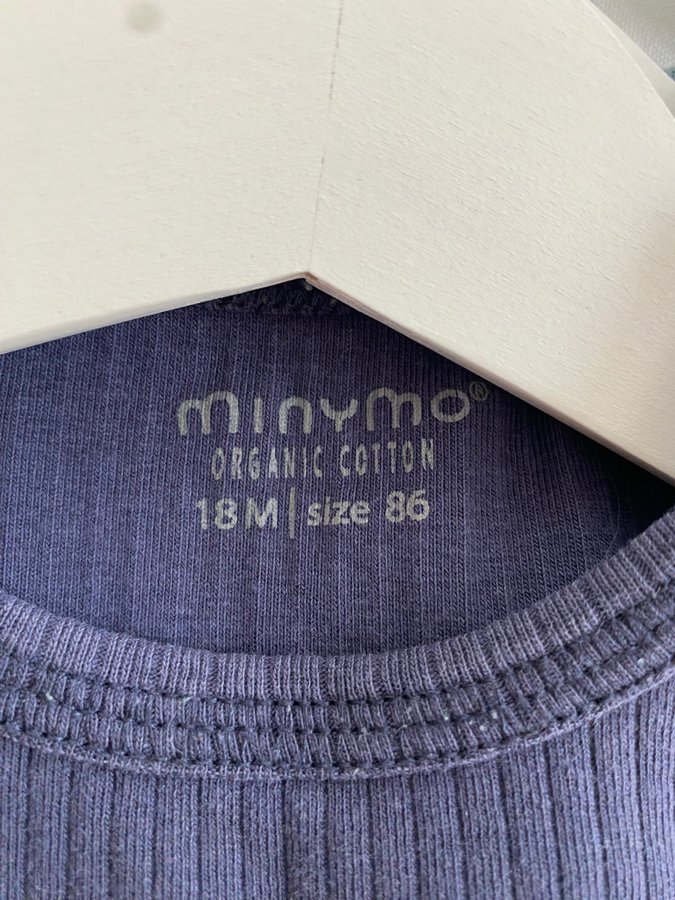 minymo®
ORGANIC COTTON
18M | size 86